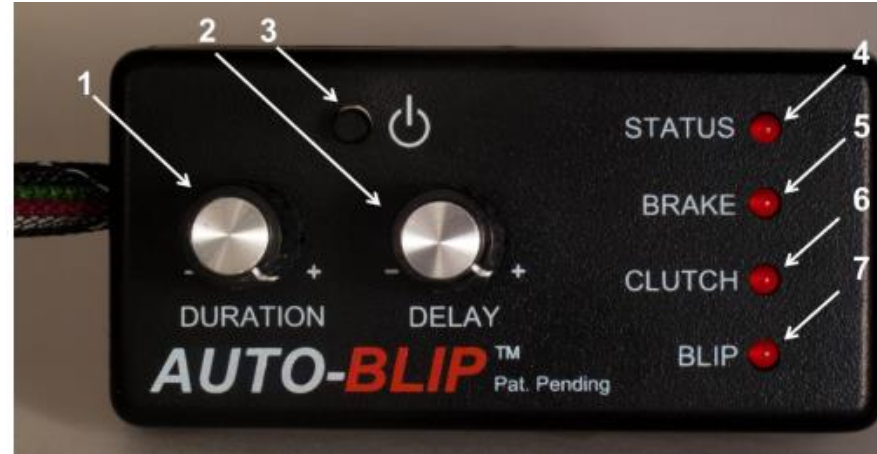 1
2
3
4
STATUS
5
BRAKE
6
- +
- +
CLUTCH
7
DURATION
DELAY
BLIP
AUTO-BLIP™
Pat. Pending